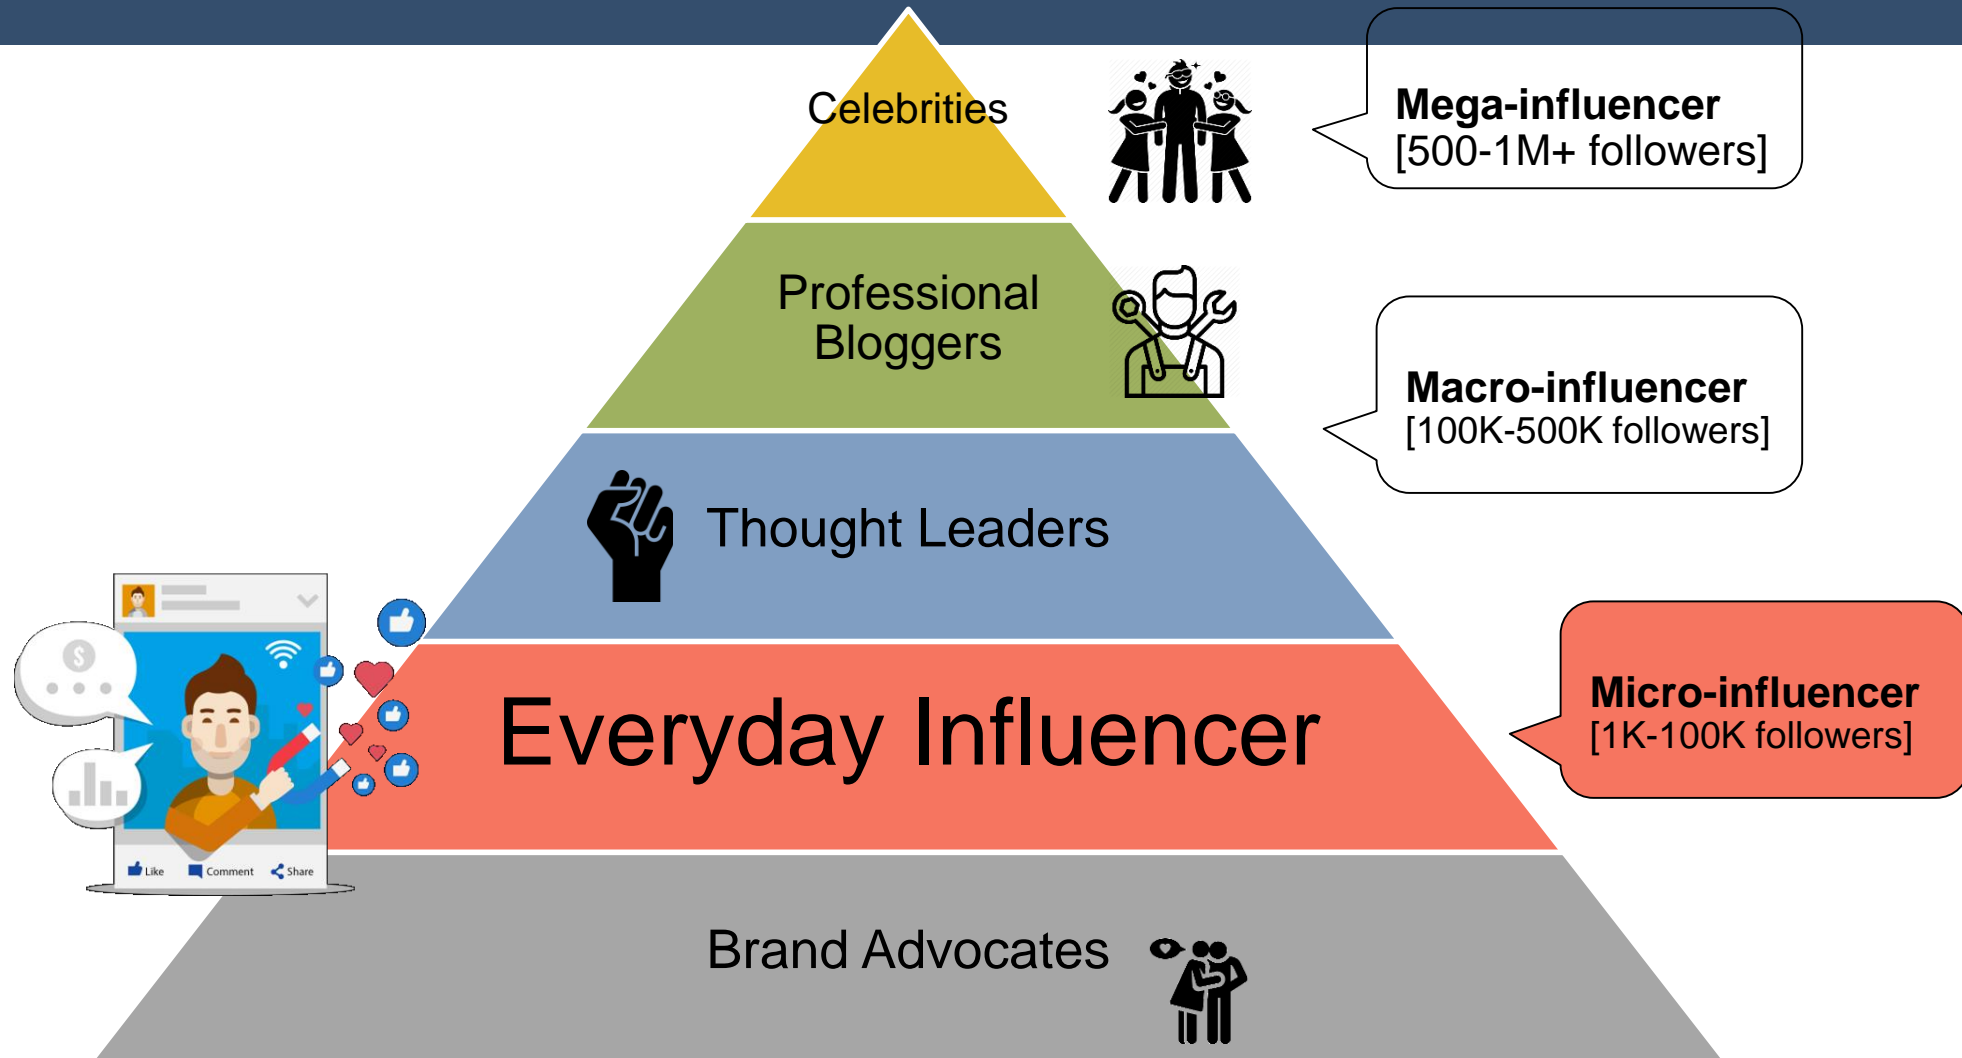 Celebrities
Mega-influencer
[500-1M+ followers]
Professional
Bloggers
Macro-influencer
[100K-500K followers]
Thought Leaders
Everyday Influencer
Micro-influencer
[1K-100K followers]
$
Like
Comment
Share
Brand Advocates